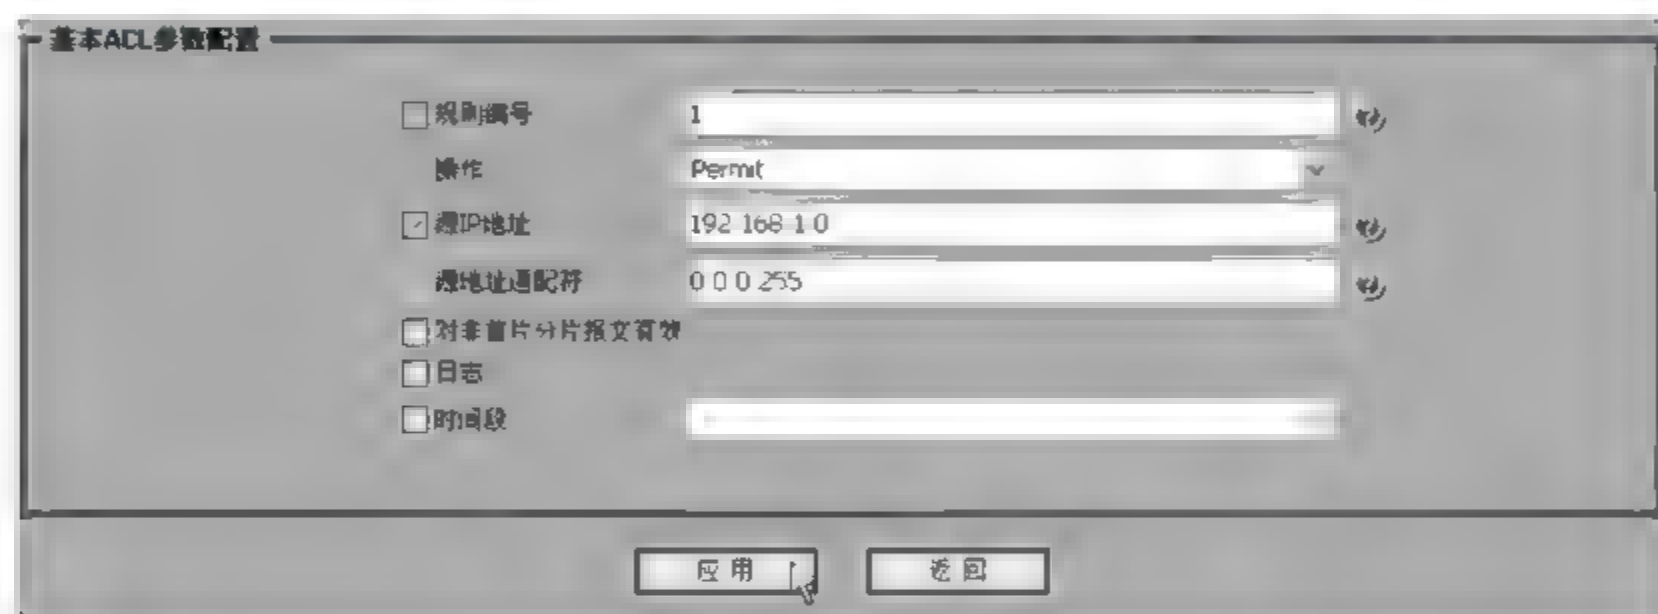 基本ACL参数配置
规则编号 1
操作 Permit
源IP地址 192 168 1 0
源地址通配符 0 0 0 255
对非首片分片报文有效
日志
时间段
应用 返回